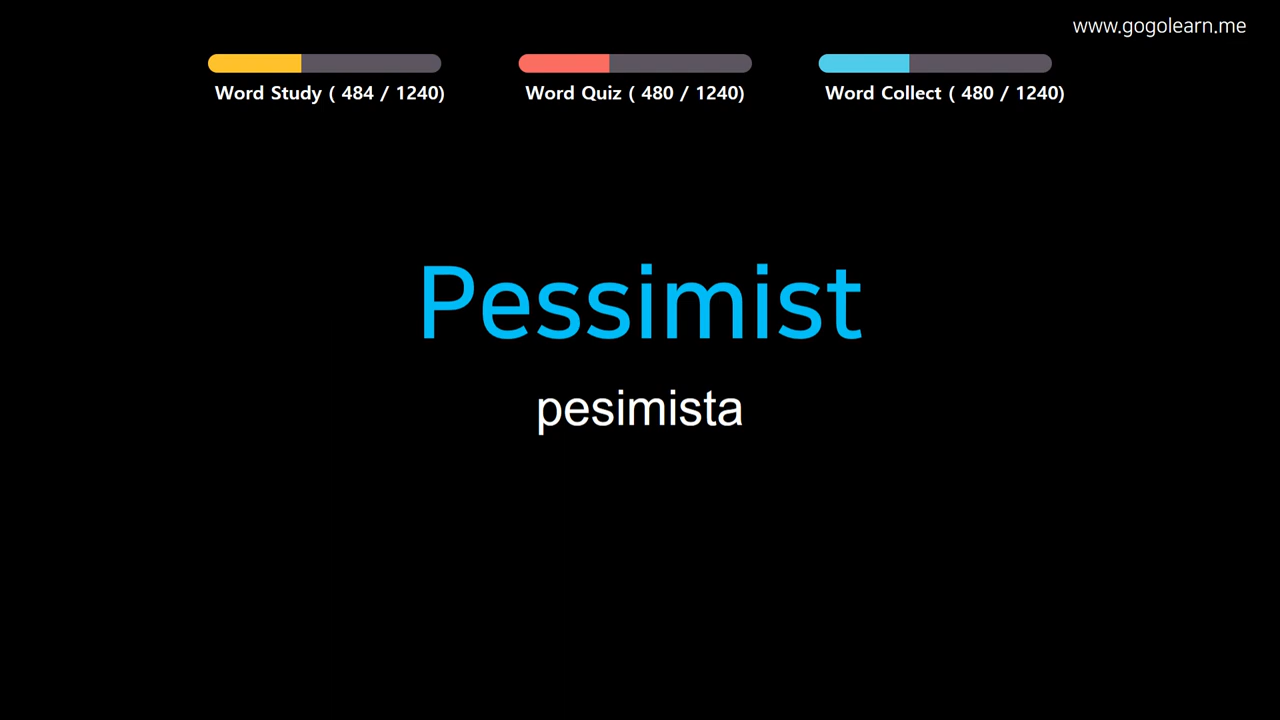 www.gogolearn.me
Word Study ( 484 / 1240)
Word Quiz ( 480 / 1240)
Word Collect ( 480 / 1240)
Pessimist
pesimista